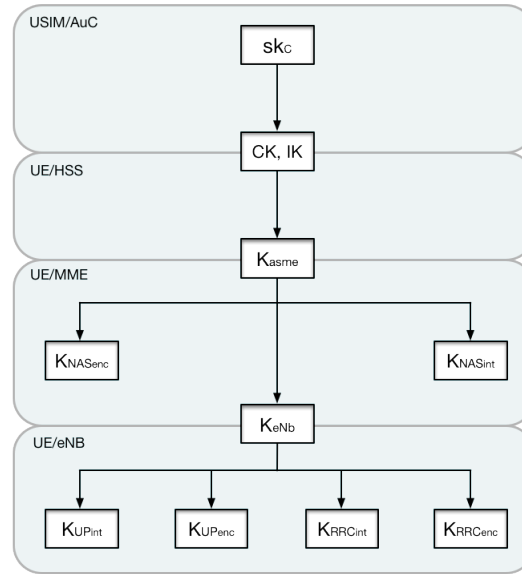 USIM/AuC
skC
CK, IK
UE/HSS
Kasme
UE/MME
KNASenc
KNASint
KeNb
UE/eNB
KUPint
KUPenc
KRRCint
KRRCenc